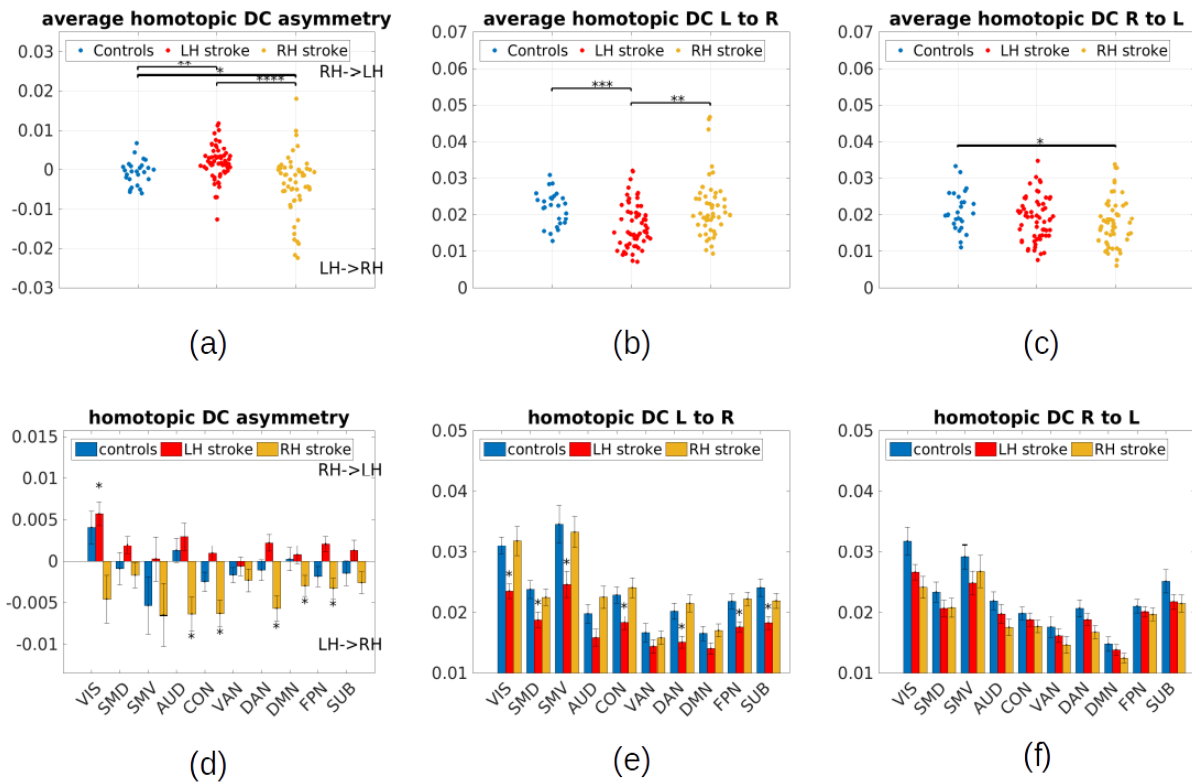 average homotopic DC asymmetry
0.03
0.02
0.01
0
-0.01
-0.02
-0.03
Controls LH stroke RH stroke
** * ****
RH->LH
LH->RH
(a)
average homotopic DC L to R
0.07
0.06
0.05
0.04
0.03
0.02
0.01
0
Controls LH stroke RH stroke
*** **
(b)
average homotopic DC R to L
0.07
0.06
0.05
0.04
0.03
0.02
0.01
0
Controls LH stroke RH stroke
*
(c)
homotopic DC asymmetry
0.015
0.01
0.005
0
-0.005
-0.01
controls LH stroke RH stroke
RH->LH
* * * * * *
LH->RH
VIS SMD SMV AUD CON VAN DAN DMN FPN SUB
(d)
homotopic DC L to R
0.05
0.04
0.03
0.02
0.01
controls LH stroke RH stroke
* * * * * * *
VIS SMD SMV AUD CON VAN DAN DMN FPN SUB
(e)
homotopic DC R to L
0.05
0.04
0.03
0.02
0.01
controls LH stroke RH stroke
VIS SMD SMV AUD CON VAN DAN DMN FPN SUB
(f)